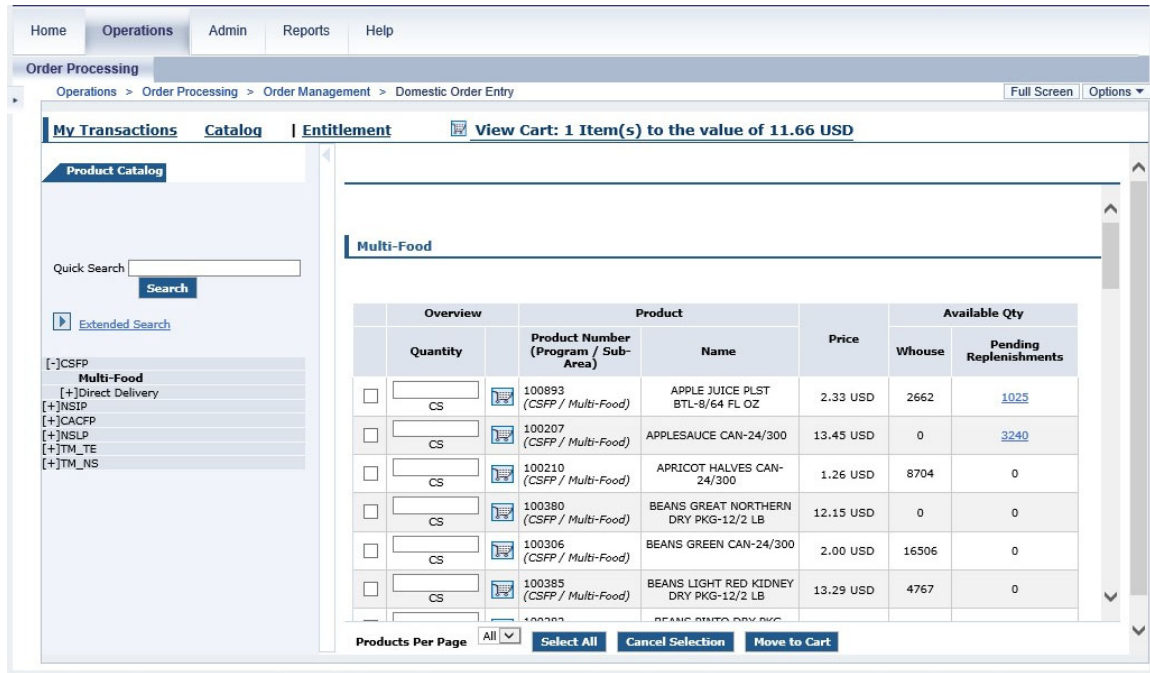 Home Operations Admin Reports Help
Order Processing
Operations > Order Processing > Order Management > Domestic Order Entry Full Screen Options
My Transactions Catalog | Entitlement View Cart: 1 Item(s) to the value of 11.66 USD
Product Catalog
Quick Search
Search
Extended Search
[-]CSFP
Multi-Food
[+]Direct Delivery
[+]NSIP
[+]CACFP
[+]NSLP
[+]TM_TE
[+]TM_NS
Multi-Food
Overview Product Price Available Qty
Quantity Product Number (Program / Sub-Area) Name Whouse Pending Replenishments
CS 100893 (CSFP / Multi-Food) APPLE JUICE PLST BTL-8/64 FL OZ 2.33 USD 2662 1025
CS 100207 (CSFP / Multi-Food) APPLESAUCE CAN-24/300 13.45 USD 0 3240
CS 100210 (CSFP / Multi-Food) APRICOT HALVES CAN-24/300 1.26 USD 8704 0
CS 100380 (CSFP / Multi-Food) BEANS GREAT NORTHERN DRY PKG-12/2 LB 12.15 USD 0 0
CS 100306 (CSFP / Multi-Food) BEANS GREEN CAN-24/300 2.00 USD 16506 0
CS 100385 (CSFP / Multi-Food) BEANS LIGHT RED KIDNEY DRY PKG-12/2 LB 13.29 USD 4767 0
Products Per Page All Select All Cancel Selection Move to Cart